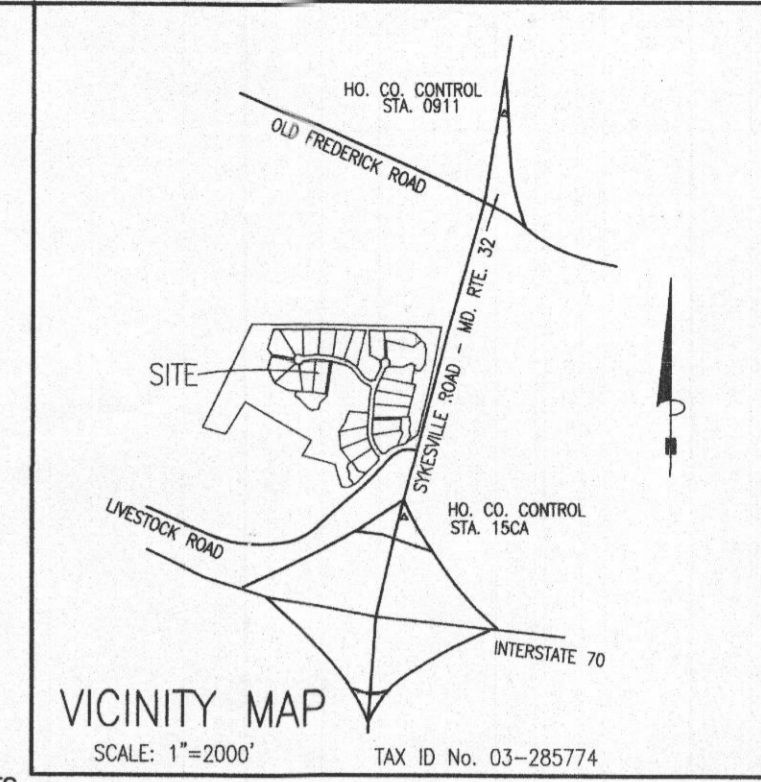 HO. CO. CONTROL
STA. 0911
OLD FREDERICK ROAD
SYKESVILLE ROAD - MD. RTE. 32
SITE
HO. CO. CONTROL
STA. 15CA
LIVESTOCK ROAD
INTERSTATE 70
VICINITY MAP
SCALE: 1"=2000'
TAX ID No. 03-285774